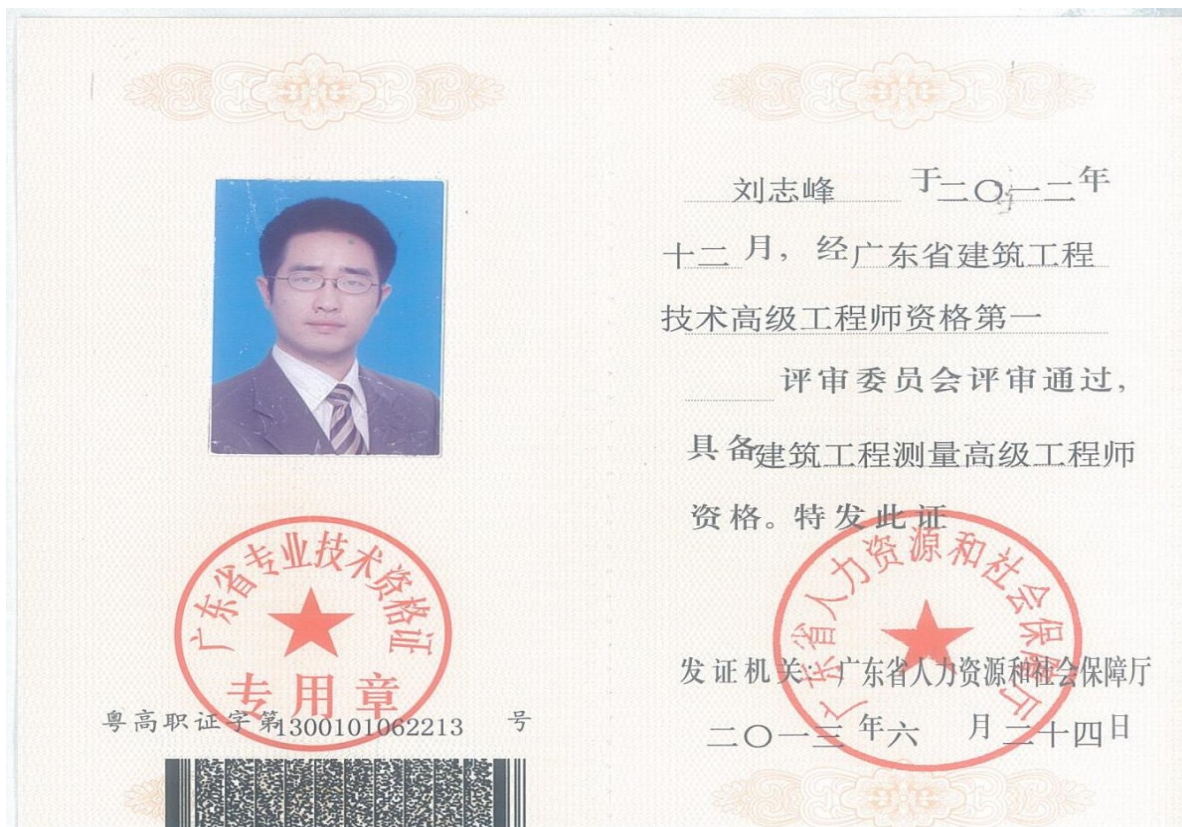 广东省专业技术资格证
专用章
粤高职证字第1300101062213 号
刘志峰 于二〇一二年
十二月，经广东省建筑工程
技术高级工程师资格第一
评审委员会评审通过，
具备建筑工程测量高级工程师
资格。特发此证
广东省人力资源和社会保障厅
发证机关：广东省人力资源和社会保障厅
二〇一三年六 月二十四日